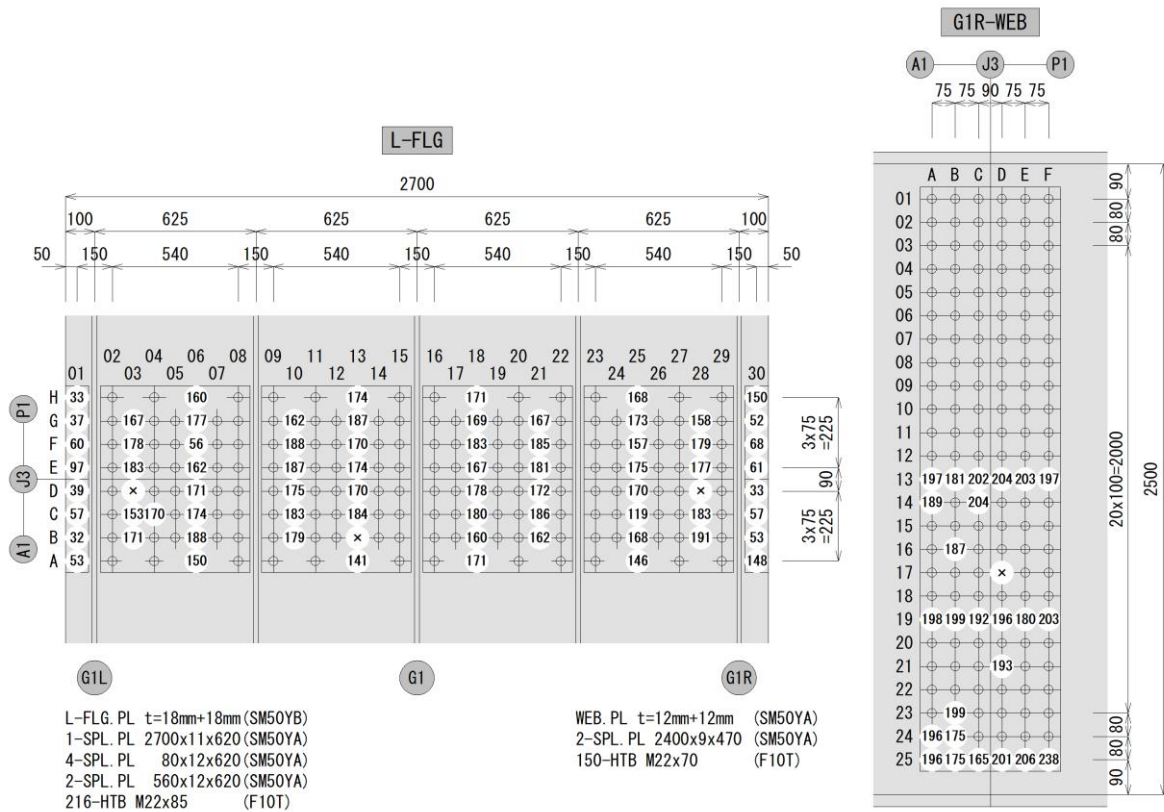 L-FLG
2700
100 625 625 625 625 100
50 150 540 150 540 150 540 150 540 150 50
02 04 06 08 09 11 13 15 16 18 20 22 23 25 27 29
01 03 05 07 10 12 14 17 19 21 24 26 28 30
H 33 160 174 171 168 150
P1
G 37 167 177 162 187 169 167 173 158 52
F 60 178 56 188 170 183 185 157 179 68
3x75
=225
E 97 183 162 187 174 167 181 175 177 61
J3
90
D 39 × 171 175 170 178 172 170 × 33
C 57 153 170 174 183 184 180 186 119 183 57
3x75
=225
B 32 171 188 179 × 160 162 168 191 53
A1
A 53 150 141 171 146 148
G1L G1 G1R
L-FLG.PL t=18mm+18mm(SM50YB)
1-SPL.PL 2700x11x620(SM50YA)
4-SPL.PL 80x12x620(SM50YA)
2-SPL.PL 560x12x620(SM50YA)
216-HTB M22x85 (F10T)
WEB.PL t=12mm+12mm (SM50YA)
2-SPL.PL 2400x9x470 (SM50YA)
150-HTB M22x70 (F10T)
G1R-WEB
A1 J3 P1
75 75 90 75 75
A B C D E F
90
01
80
02
80
03
04
05
06
07
08
09
10
11
12
13 197 181 202 204 203 197
14 189 204
20x100=2000
2500
15
16 187
17 ×
18
19 198 199 192 196 180 203
20
21 193
22
23 199
80
24 196 175
80
25 196 175 165 201 206 238
90